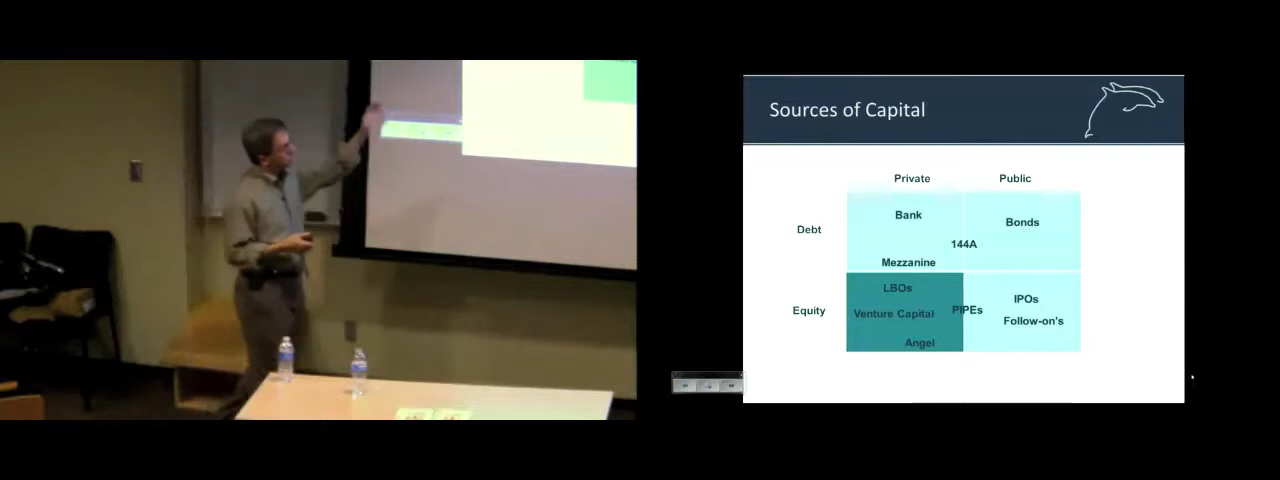 Sources of Capital
Private Public
Bank
Bonds
Debt
144A
Mezzanine
LBOs
IPOs
Equity
Venture Capital
PIPEs
Follow-on's
Angel